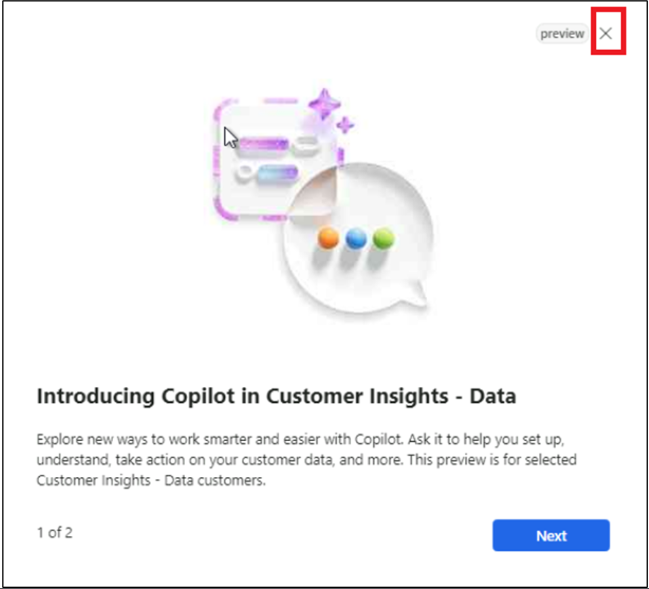 preview
Introducing Copilot in Customer Insights - Data
Explore new ways to work smarter and easier with Copilot. Ask it to help you set up,
understand, take action on your customer data, and more. This preview is for selected
Customer Insights - Data customers.
1 of 2
Next